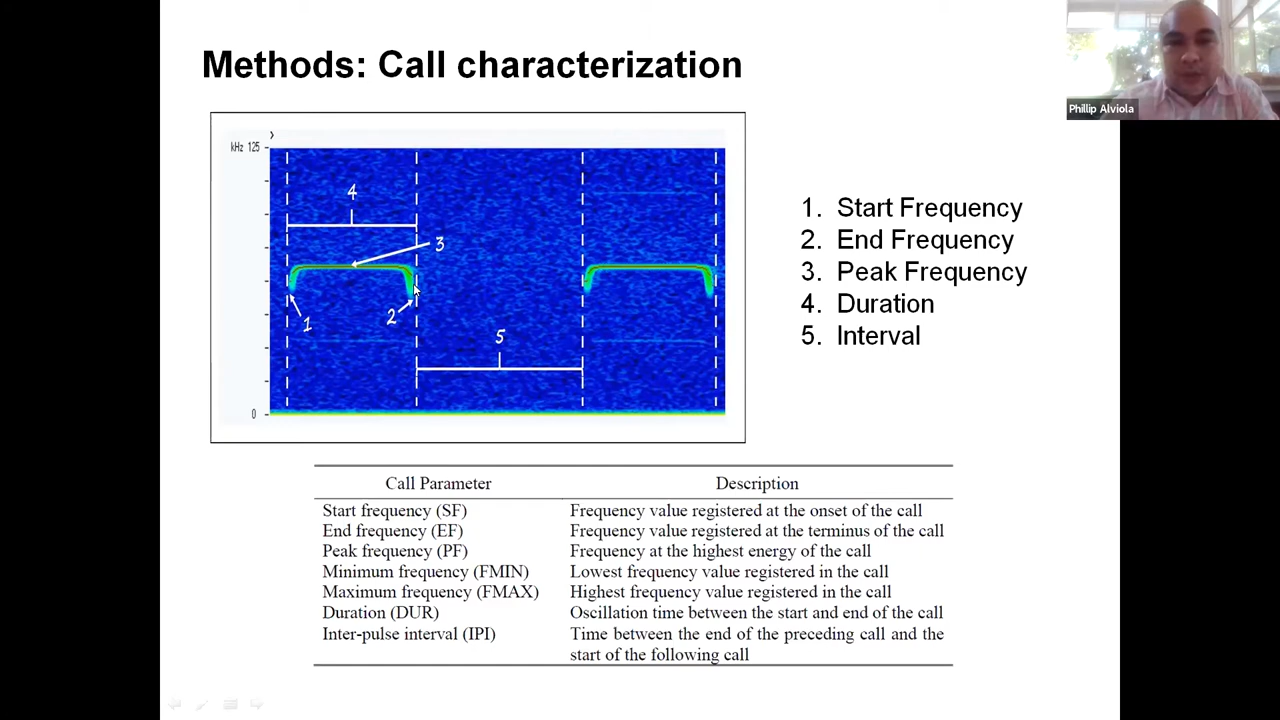 Methods: Call characterization
Phillip Alviola
kHz 125
4
3
1
2
5
0
1. Start Frequency
2. End Frequency
3. Peak Frequency
4. Duration
5. Interval
Call Parameter Description
Start frequency (SF) Frequency value registered at the onset of the call
End frequency (EF) Frequency value registered at the terminus of the call
Peak frequency (PF) Frequency at the highest energy of the call
Minimum frequency (FMIN) Lowest frequency value registered in the call
Maximum frequency (FMAX) Highest frequency value registered in the call
Duration (DUR) Oscillation time between the start and end of the call
Inter-pulse interval (IPI) Time between the end of the preceding call and the
start of the following call